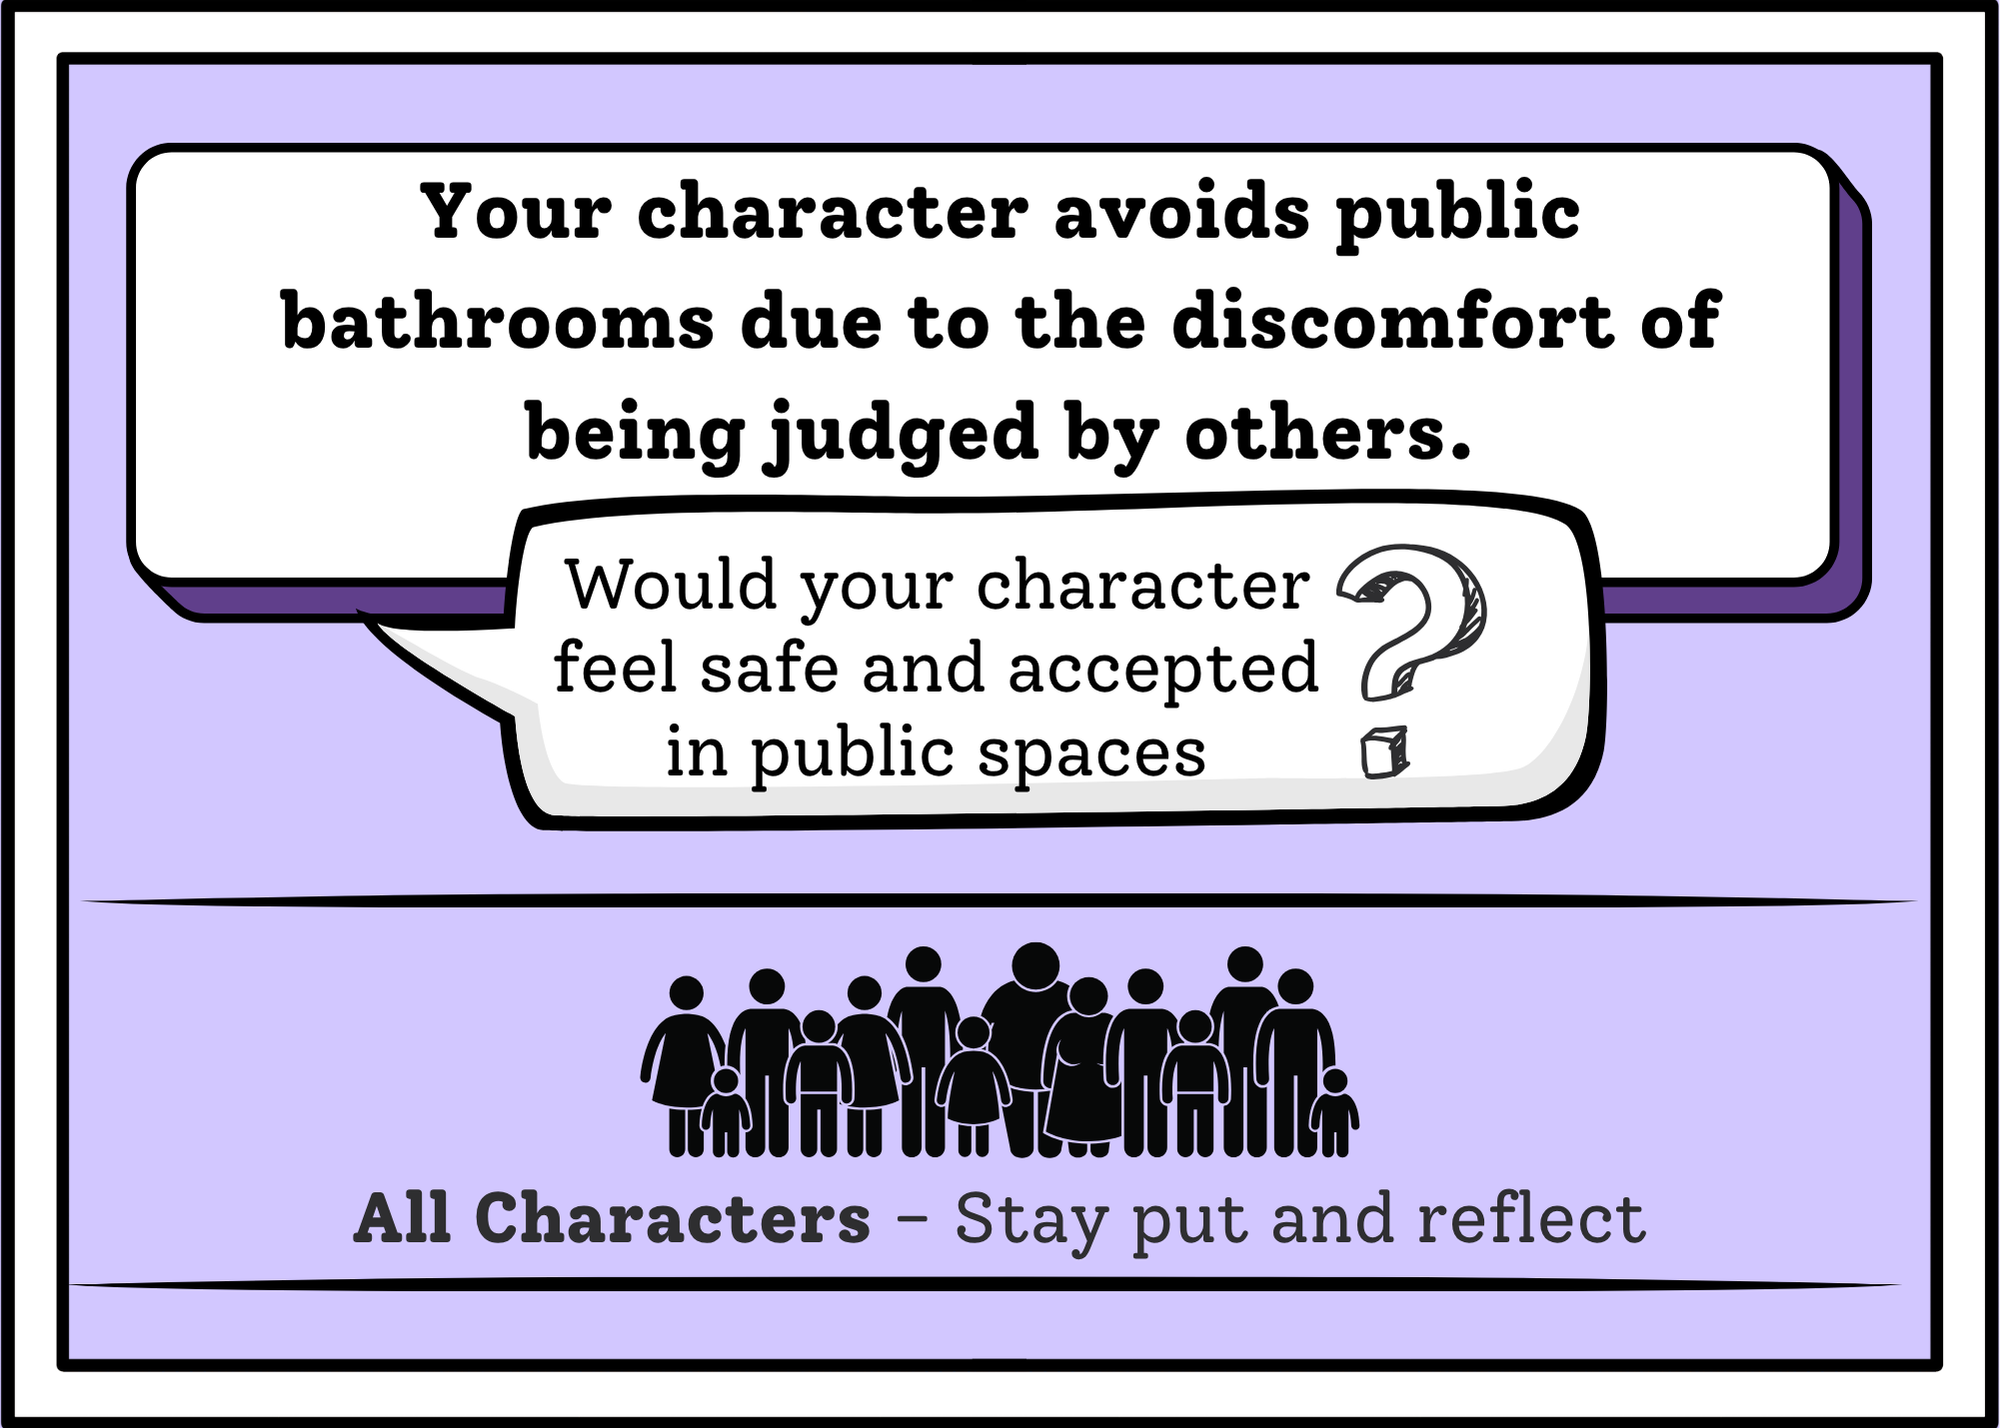 Your character avoids public
bathrooms due to the discomfort of
being judged by others.
Would your character
feel safe and accepted
in public spaces ?
All Characters – Stay put and reflect